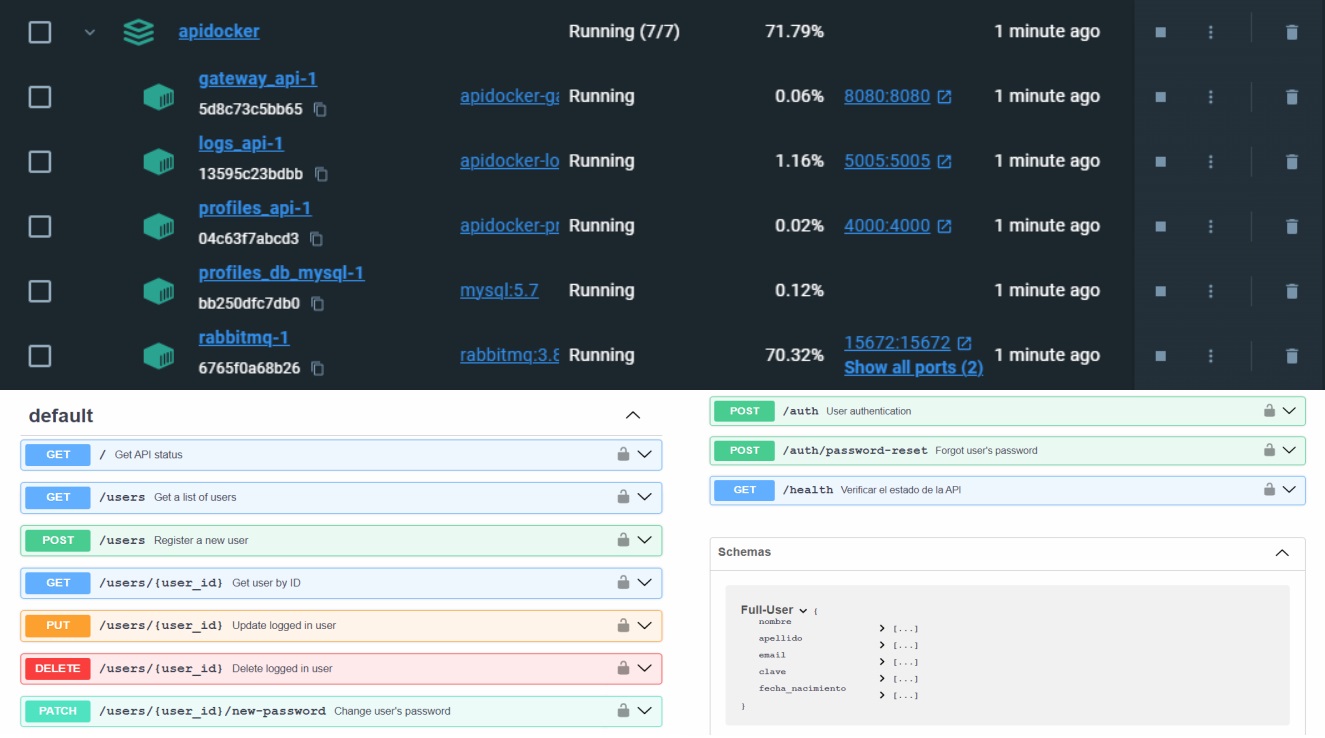 apidocker Running (7/7) 71.79% 1 minute ago
gateway_api-1
5d8c73c5bb65 apidocker-ga Running 0.06% 8080:8080 1 minute ago
logs_api-1
13595c23bdbb apidocker-lo Running 1.16% 5005:5005 1 minute ago
profiles_api-1
04c63f7abcd3 apidocker-pr Running 0.02% 4000:4000 1 minute ago
profiles_db_mysql-1
bb250dfc7db0 mysql:5.7 Running 0.12% 1 minute ago
rabbitmq-1
6765f0a68b26 rabbitmq:3.8 Running 70.32% 15672:15672 1 minute ago
Show all ports (2)
default
GET / Get API status
GET /users Get a list of users
POST /users Register a new user
GET /users/{user_id} Get user by ID
PUT /users/{user_id} Update logged in user
DELETE /users/{user_id} Delete logged in user
PATCH /users/{user_id}/new-password Change user's password
POST /auth User authentication
POST /auth/password-reset Forgot user's password
GET /health Verificar el estado de la API
Schemas
Full-User {
nombre [...]
apellido [...]
email [...]
clave [...]
fecha_nacimiento [...]
}